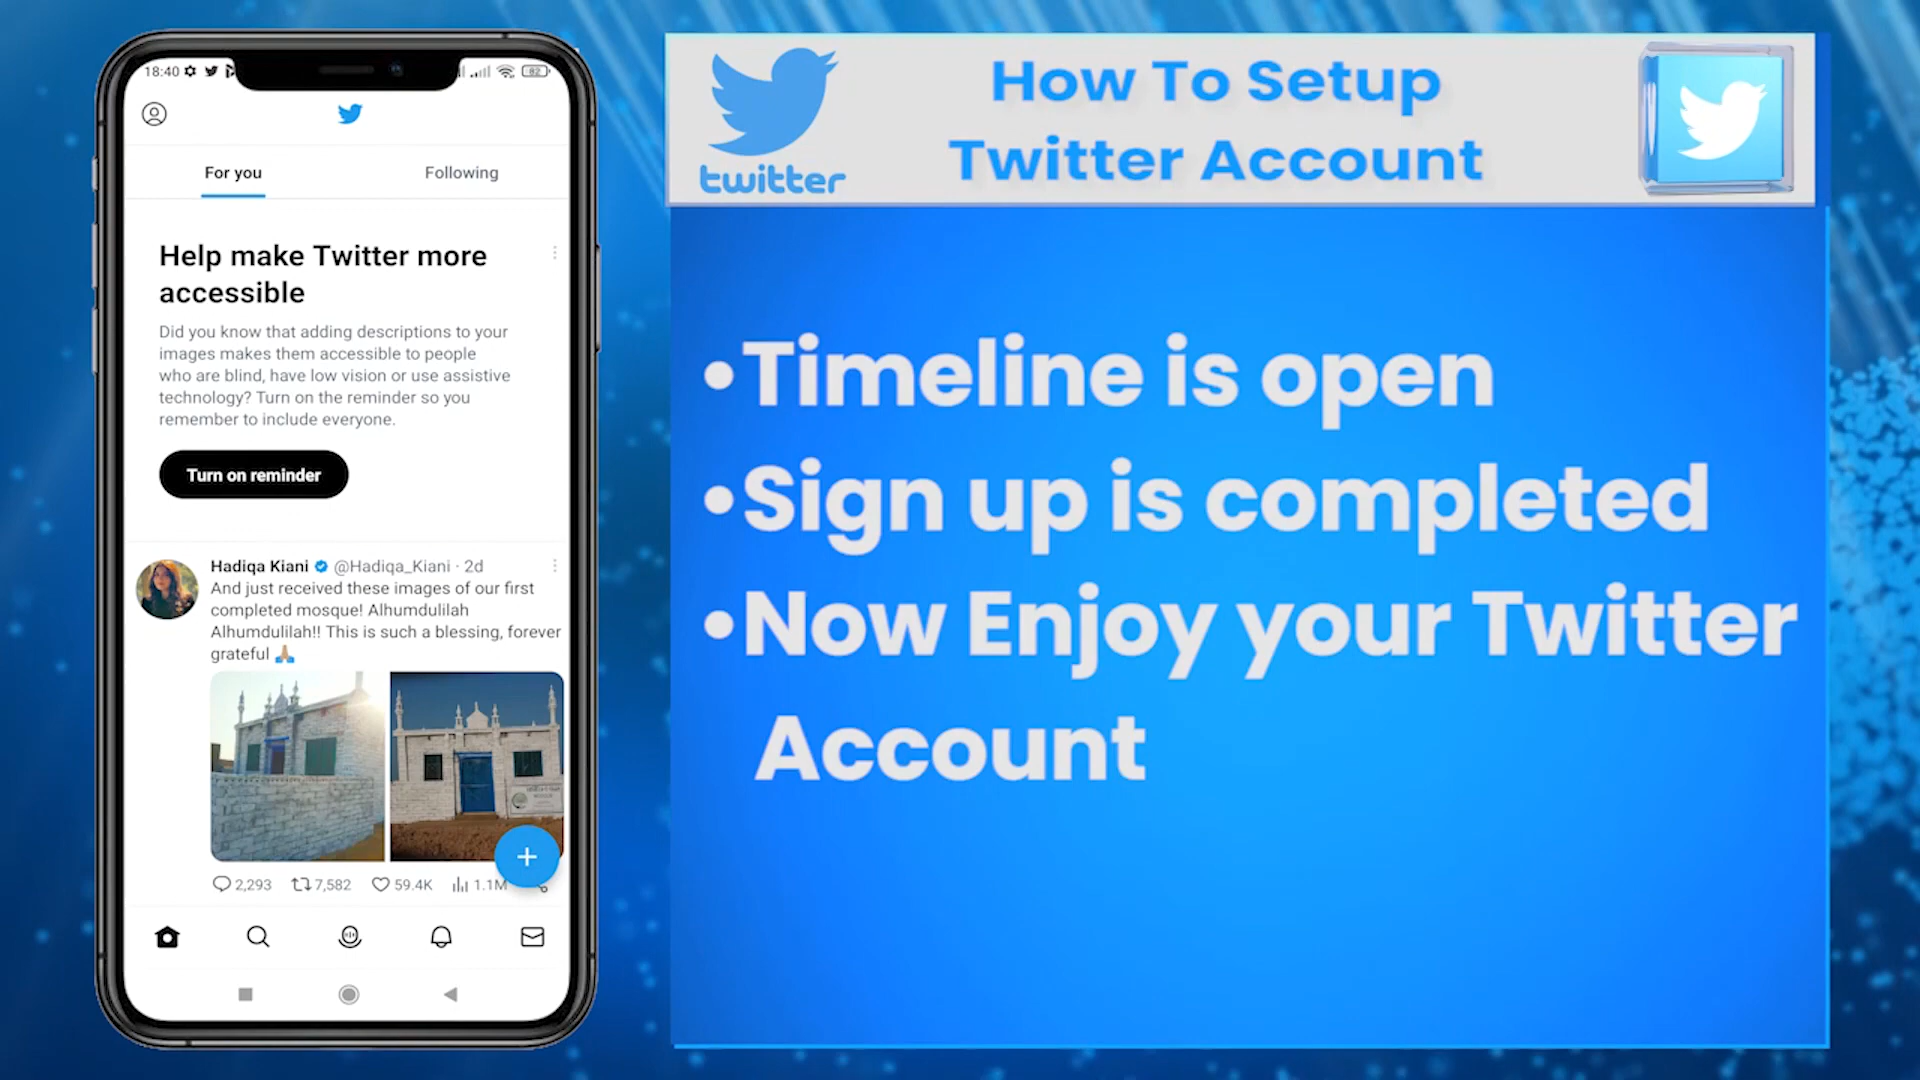 18:40
82
For you
Following
Help make Twitter more
accessible
Did you know that adding descriptions to your
images makes them accessible to people
who are blind, have low vision or use assistive
technology? Turn on the reminder so you
remember to include everyone.
Turn on reminder
Hadiqa Kiani @Hadiqa_Kiani · 2d
And just received these images of our first
completed mosque! Alhumdulilah
Alhumdulilah!! This is such a blessing, forever
grateful 🙏🏼
2,293 7,582 59.4K 1.1M
twitter
How To Setup
Twitter Account
•Timeline is open
•Sign up is completed
•Now Enjoy your Twitter
Account